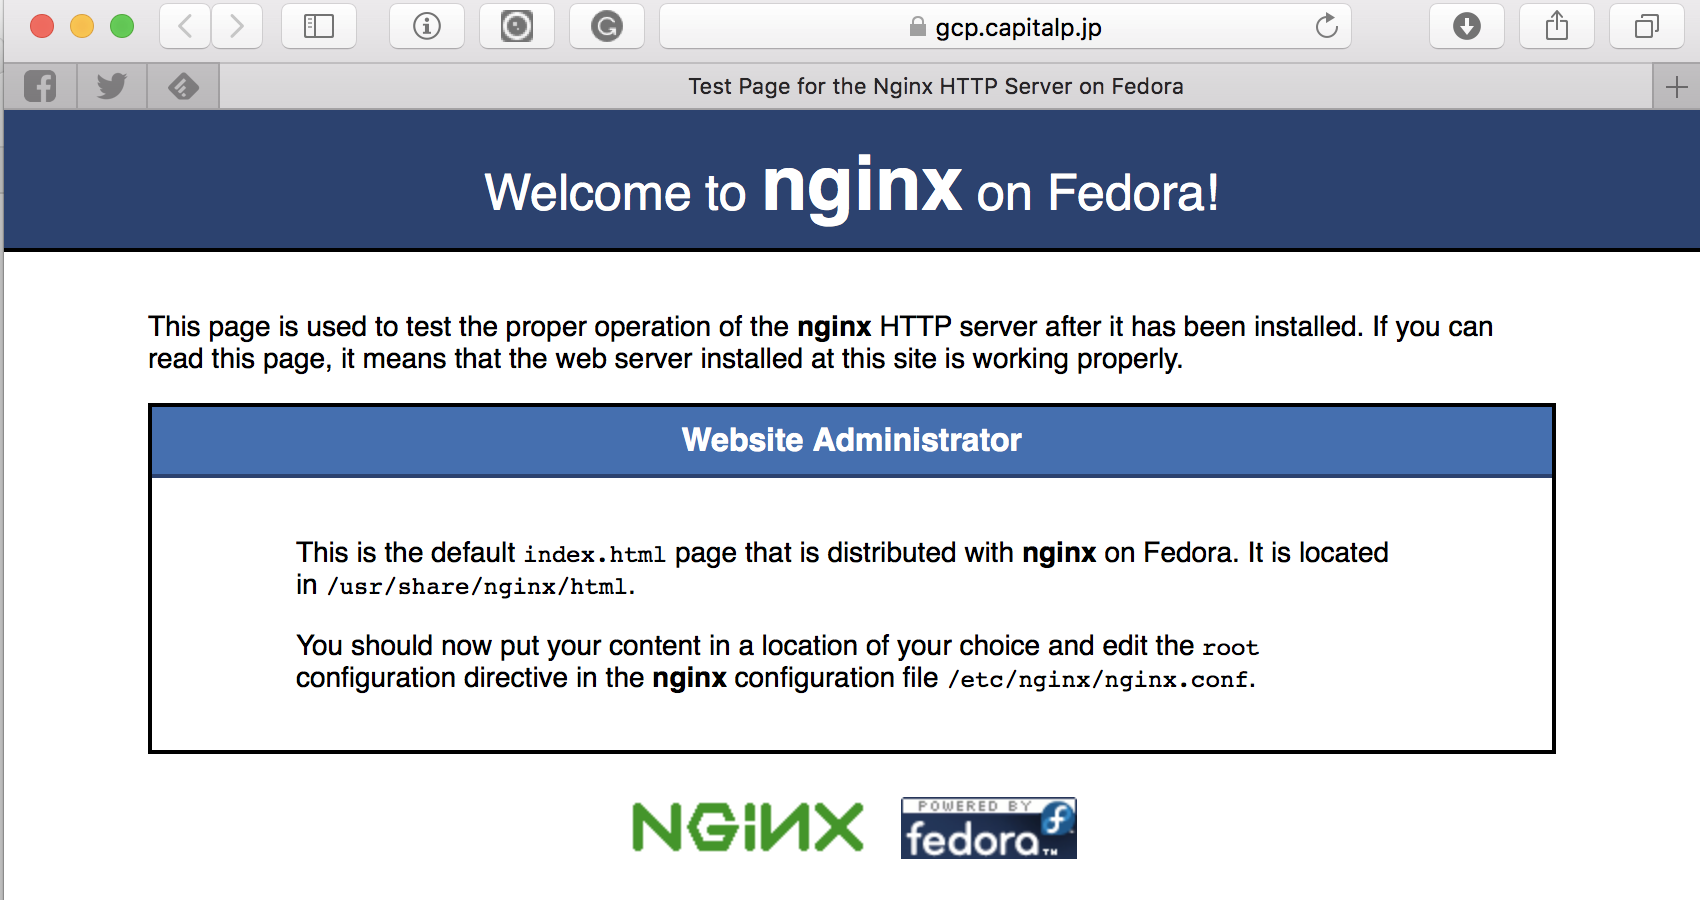 gcp.capitalp.jp
Test Page for the Nginx HTTP Server on Fedora
Welcome to nginx on Fedora!
This page is used to test the proper operation of the nginx HTTP server after it has been installed. If you can
read this page, it means that the web server installed at this site is working properly.
Website Administrator
This is the default index.html page that is distributed with nginx on Fedora. It is located
in /usr/share/nginx/html.
You should now put your content in a location of your choice and edit the root
configuration directive in the nginx configuration file /etc/nginx/nginx.conf.
NGINX
POWERED BY
fedora™